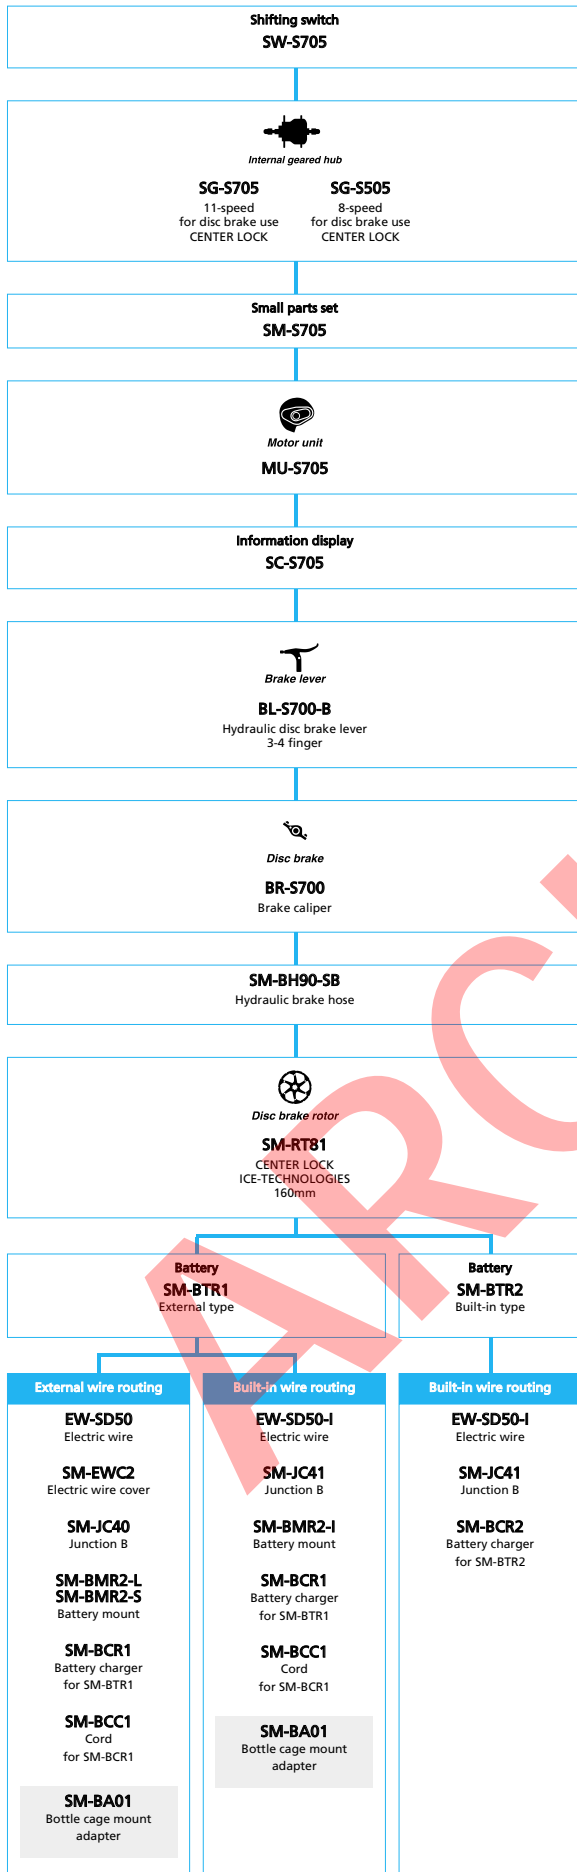 Shifting switch
SW-S705
Internal geared hub
SG-S705
11-speed
for disc brake use
CENTER LOCK
SG-S505
8-speed
for disc brake use
CENTER LOCK
Small parts set
SM-S705
Motor unit
MU-S705
Information display
SC-S705
Brake lever
BL-S700-B
Hydraulic disc brake lever
3-4 finger
Disc brake
BR-S700
Brake caliper
SM-BH90-SB
Hydraulic brake hose
Disc brake rotor
SM-RT81
CENTER LOCK
ICE-TECHNOLOGIES
160mm
Battery
SM-BTR1
External type
Battery
SM-BTR2
Built-in type
External wire routing
EW-SD50
Electric wire
SM-EWC2
Electric wire cover
SM-JC40
Junction B
SM-BMR2-L
SM-BMR2-S
Battery mount
SM-BCR1
Battery charger
for SM-BTR1
SM-BCC1
Cord
for SM-BCR1
SM-BA01
Bottle cage mount
adapter
Built-in wire routing
EW-SD50-I
Electric wire
SM-JC41
Junction B
SM-BMR2-I
Battery mount
SM-BCR1
Battery charger
for SM-BTR1
SM-BCC1
Cord
for SM-BCR1
SM-BA01
Bottle cage mount
adapter
Built-in wire routing
EW-SD50-I
Electric wire
SM-JC41
Junction B
SM-BCR2
Battery charger
for SM-BTR2
ARC